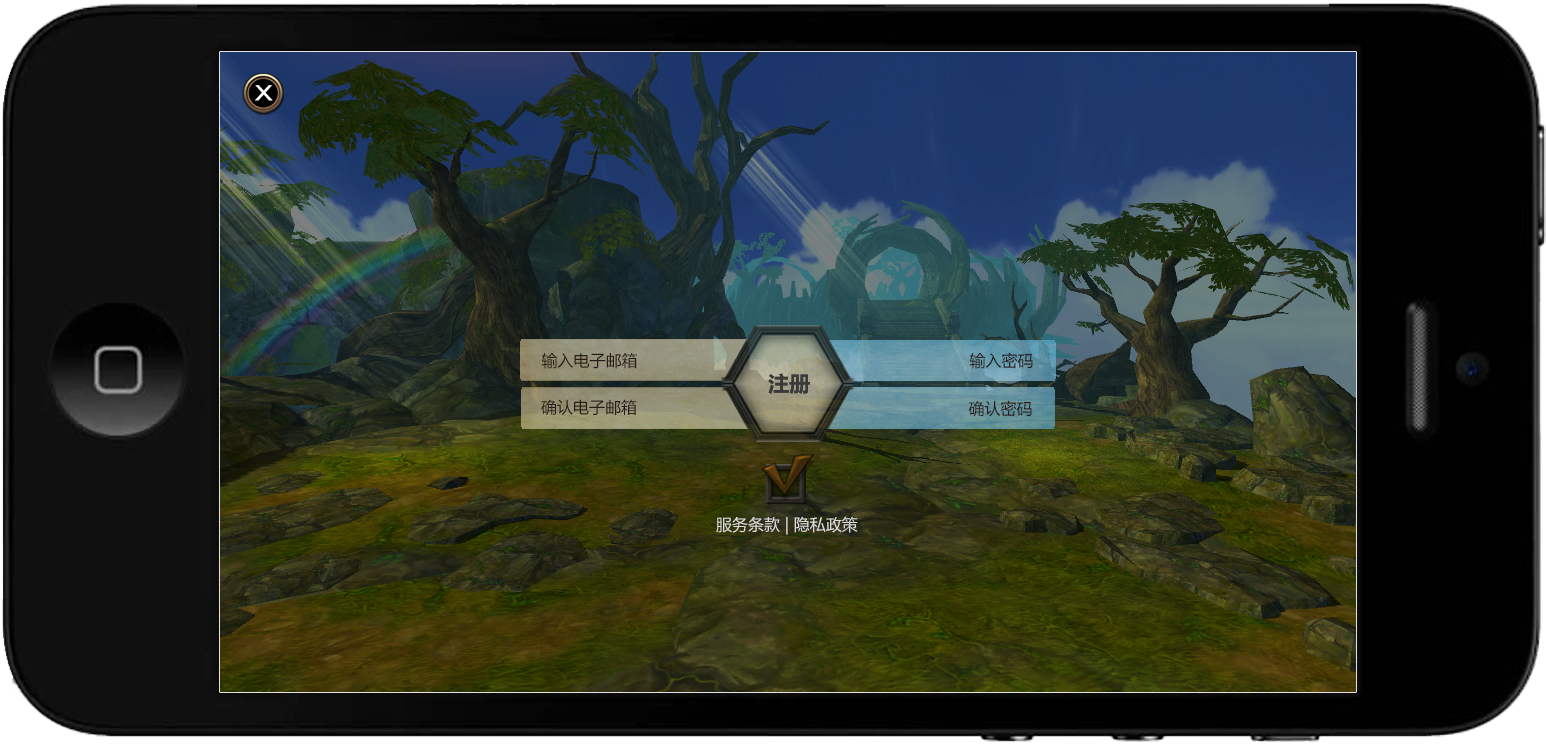 输入电子邮箱
输入密码
注册
确认电子邮箱
确认密码
服务条款 | 隐私政策